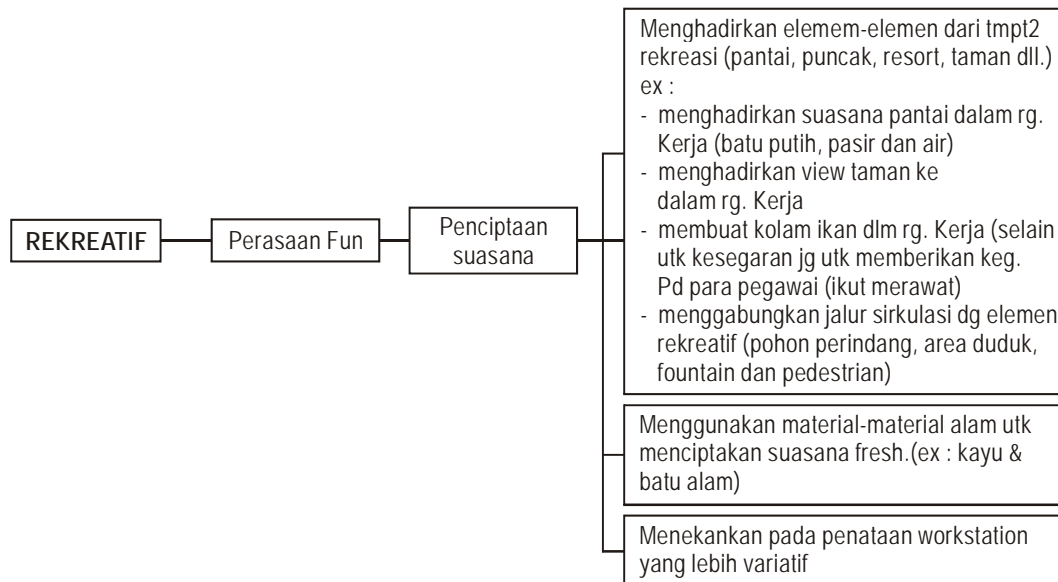 REKREATIF
Perasaan Fun
Penciptaan
suasana
Menghadirkan elemem-elemen dari tmpt2
rekreasi (pantai, puncak, resort, taman dll.)
ex :
- menghadirkan suasana pantai dalam rg.
Kerja (batu putih, pasir dan air)
- menghadirkan view taman ke
dalam rg. Kerja
- membuat kolam ikan dlm rg. Kerja (selain
utk kesegaran jg utk memberikan keg.
Pd para pegawai (ikut merawat)
- menggabungkan jalur sirkulasi dg elemen
rekreatif (pohon perindang, area duduk,
fountain dan pedestrian)
Menggunakan material-material alam utk
menciptakan suasana fresh.(ex : kayu &
batu alam)
Menekankan pada penataan workstation
yang lebih variatif